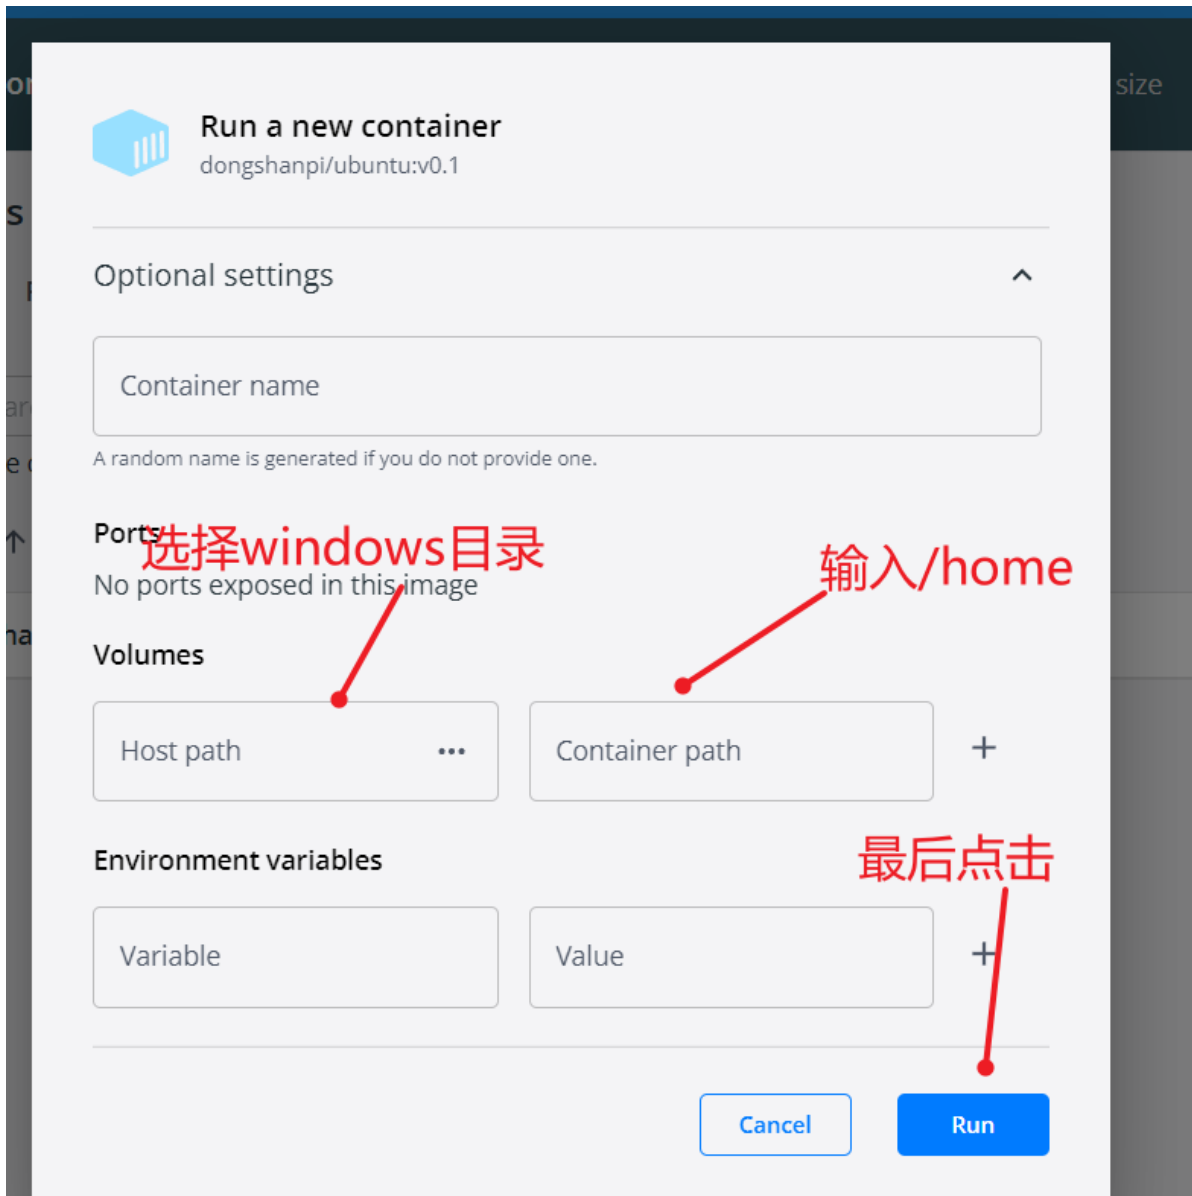 size
Run a new container
dongshanpi/ubuntu:v0.1
Optional settings
Container name
A random name is generated if you do not provide one.
Ports
选择windows目录
输入/home
No ports exposed in this image
Volumes
Host path
Container path
Environment variables
最后点击
Variable
Value
Cancel
Run